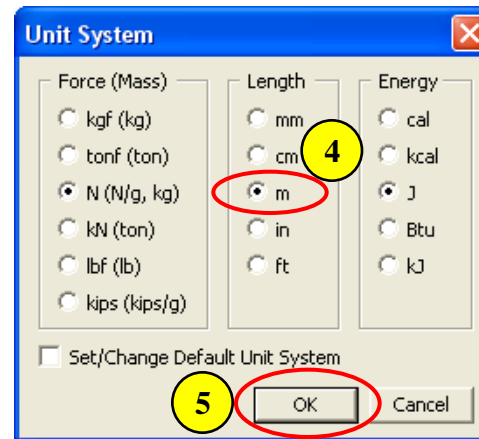 Unit System
Force (Mass)
kgf (kg)
tonf (ton)
N (N/g, kg)
kN (ton)
lbf (lb)
kips (kips/g)
Length
mm
cm
4
m
in
ft
Energy
cal
kcal
J
Btu
kJ
Set/Change Default Unit System
5
OK
Cancel